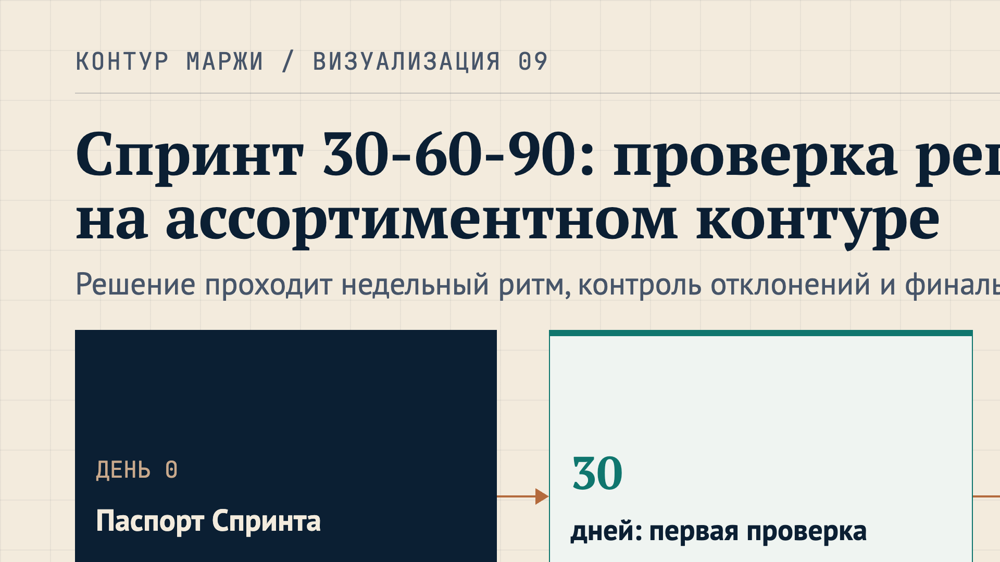 КОНТУР МАРЖИ / ВИЗУАЛИЗАЦИЯ 09
Спринт 30-60-90: проверка
на ассортиментном контуре
Решение проходит недельный ритм, контроль отклонений и
ДЕНЬ 0
Паспорт Спринта
30
дней: первая проверка